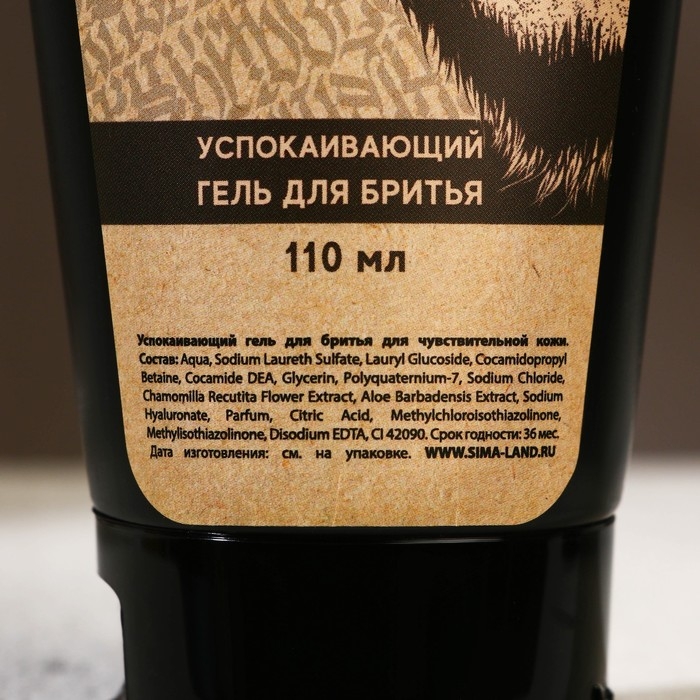 УСПОКАИВАЮЩИЙ
ГЕЛЬ ДЛЯ БРИТЬЯ
110 мл
Успокаивающий гель для бритья для чувствительной кожи.
Состав: Aqua, Sodium Laureth Sulfate, Lauryl Glucoside, Cocamidopropyl
Betaine, Cocamide DEA, Glycerin, Polyquaternium-7, Sodium Chloride,
Chamomilla Recutita Flower Extract, Aloe Barbadensis Extract, Sodium
Hyaluronate, Parfum, Citric Acid, Methylchloroisothiazolinone,
Methylisothiazolinone, Disodium EDTA, CI 42090. Срок годности: 36 мес.
Дата изготовления: см. на упаковке. WWW.SIMA-LAND.RU